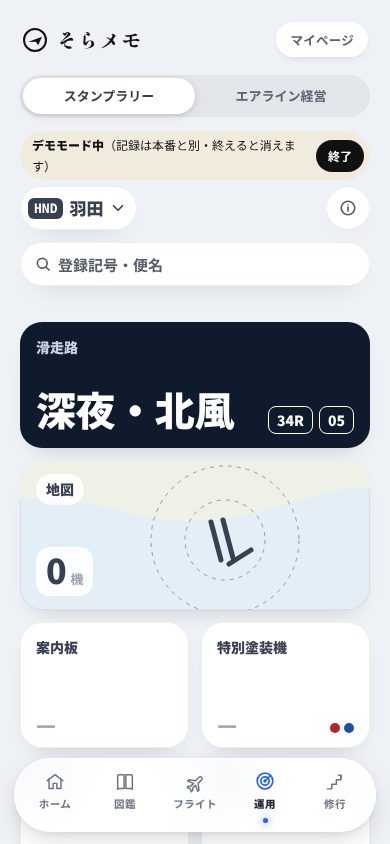 そらメモ
マイページ
スタンプラリー
エアライン経営
デモモード中（記録は本番と別・終えると消えま
す）
終了
HND 羽田
登録記号・便名
滑走路
深夜・北風
34R 05
地図
0 機
案内板
—
特別塗装機
—
ホーム
図鑑
フライト
運用
修行